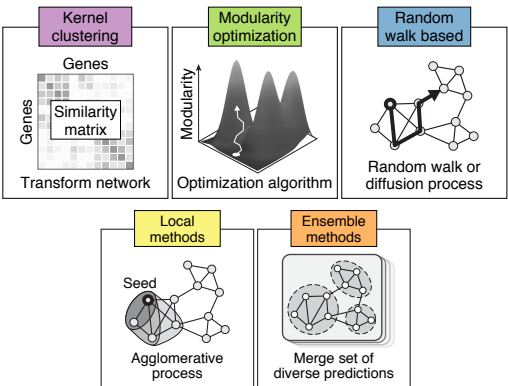 Kernel
clustering
Genes
Genes
Similarity
matrix
Transform network
Modularity
optimization
Modularity
Optimization algorithm
Random
walk based
Random walk or
diffusion process
Local
methods
Seed
Agglomerative
process
Ensemble
methods
Merge set of
diverse predictions